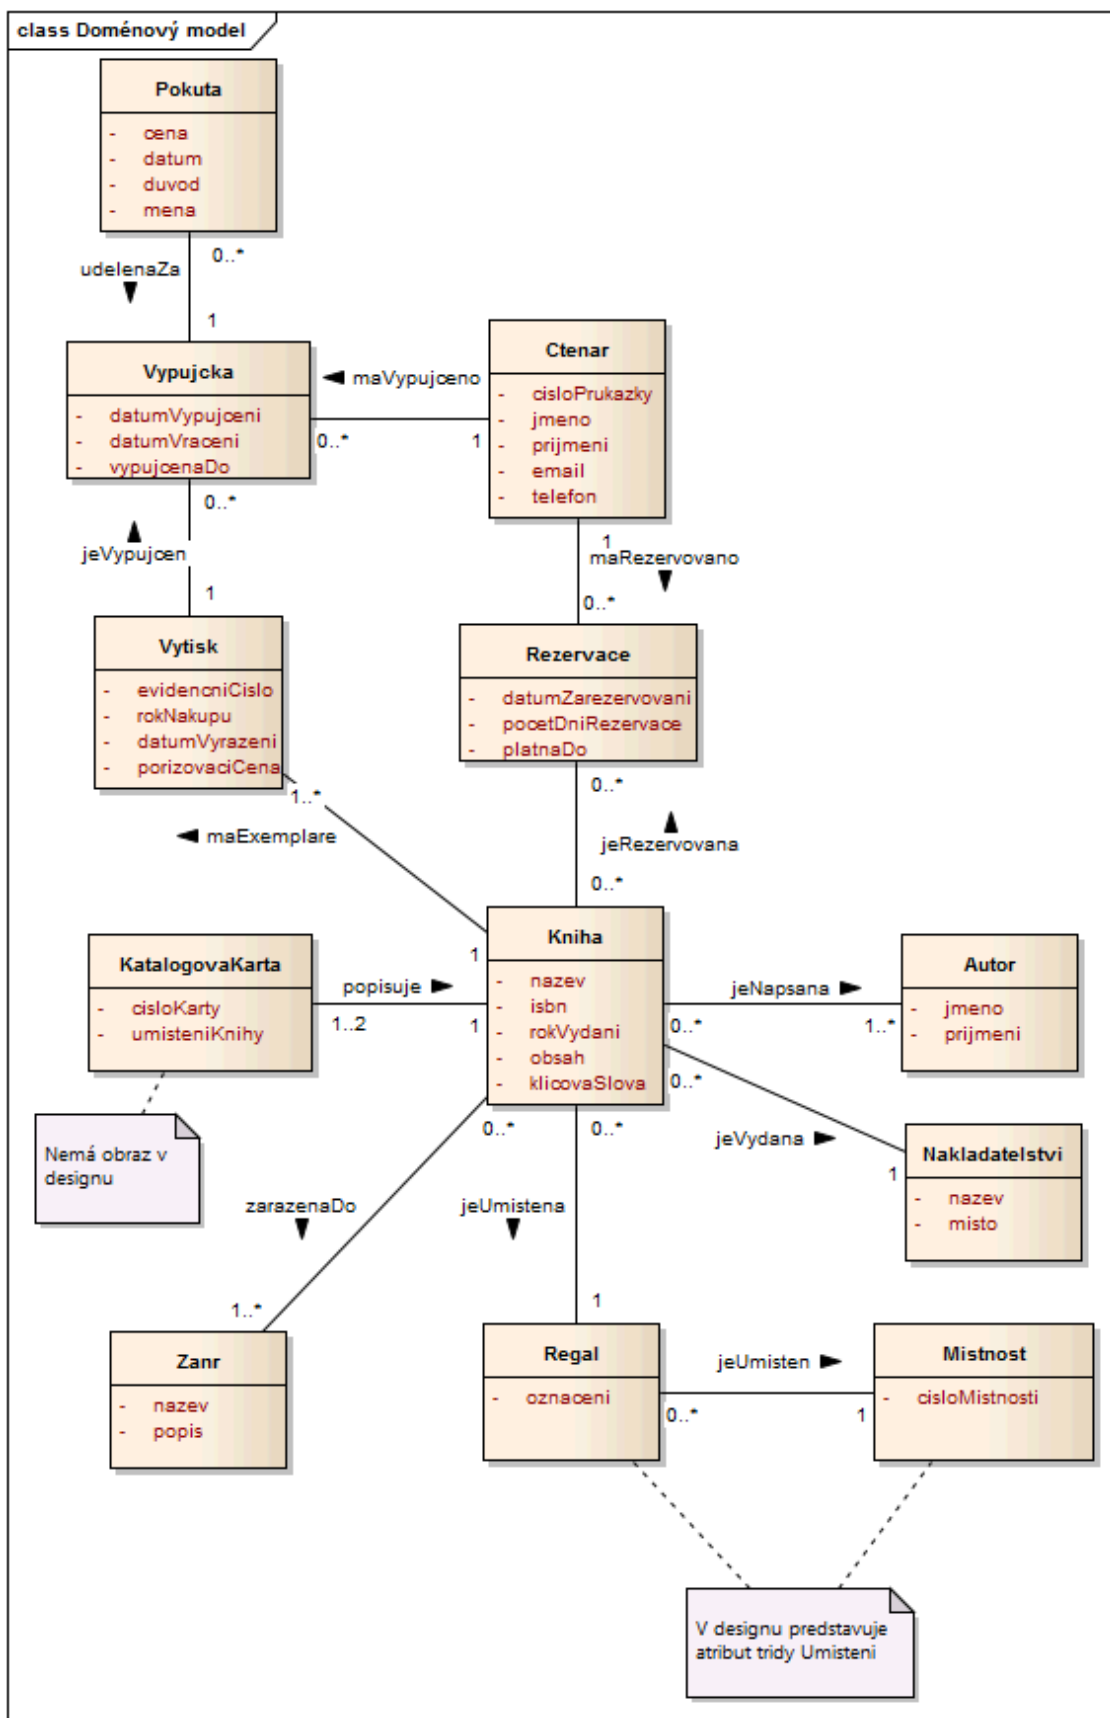 class Doménový model
Pokuta
- cena
- datum
- duvod
- mena
0..*
udelenaZa
1
Vypujcka
- datumVypujceni
- datumVraceni
- vypujcenaDo
maVypujceno
0..*
1
Ctenar
- cisloPrukazky
- jmeno
- prijmeni
- email
- telefon
0..*
jeVypujcen
1
1
maRezervovano
0..*
Vytisk
- evidencniCislo
- rokNakupu
- datumVyrazeni
- porizovaciCena
Rezervace
- datumZarezervovani
- pocetDniRezervace
- platnaDo
1..*
maExemplare
1
0..*
jeRezervovana
0..*
KatalogovaKarta
- cisloKarty
- umisteniKnihy
popisuje
1..2
1
Kniha
- nazev
- isbn
- rokVydani
- obsah
- klicovaSlova
jeNapsana
0..*
1..*
Autor
- jmeno
- prijmeni
Nemá obraz v
designu
0..*
jeVydana
1
Nakladatelstvi
- nazev
- misto
0..*
zarazenaDo
1..*
0..*
jeUmistena
1
Zanr
- nazev
- popis
Regal
- oznaceni
jeUmisten
0..*
1
Mistnost
- cisloMistnosti
V designu predstavuje
atribut tridy Umisteni